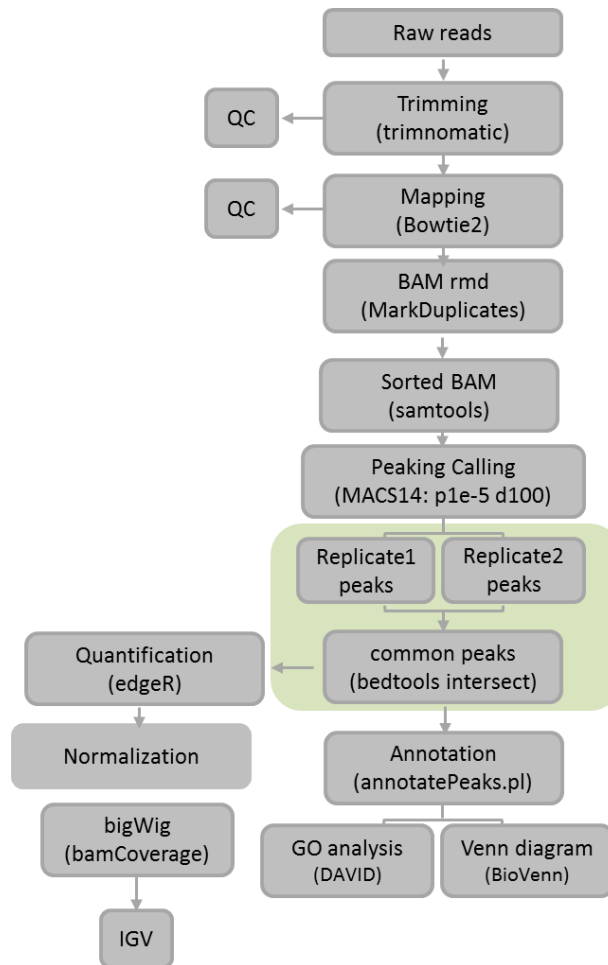 Raw reads
QC
Trimming
(trimnomatic)
QC
Mapping
(Bowtie2)
BAM rmd
(MarkDuplicates)
Sorted BAM
(samtools)
Peaking Calling
(MACS14: p1e-5 d100)
Replicate1
peaks
Replicate2
peaks
common peaks
(bedtools intersect)
Quantification
(edgeR)
Normalization
Annotation
(annotatePeaks.pl)
GO analysis
(DAVID)
Venn diagram
(BioVenn)
bigWig
(bamCoverage)
IGV